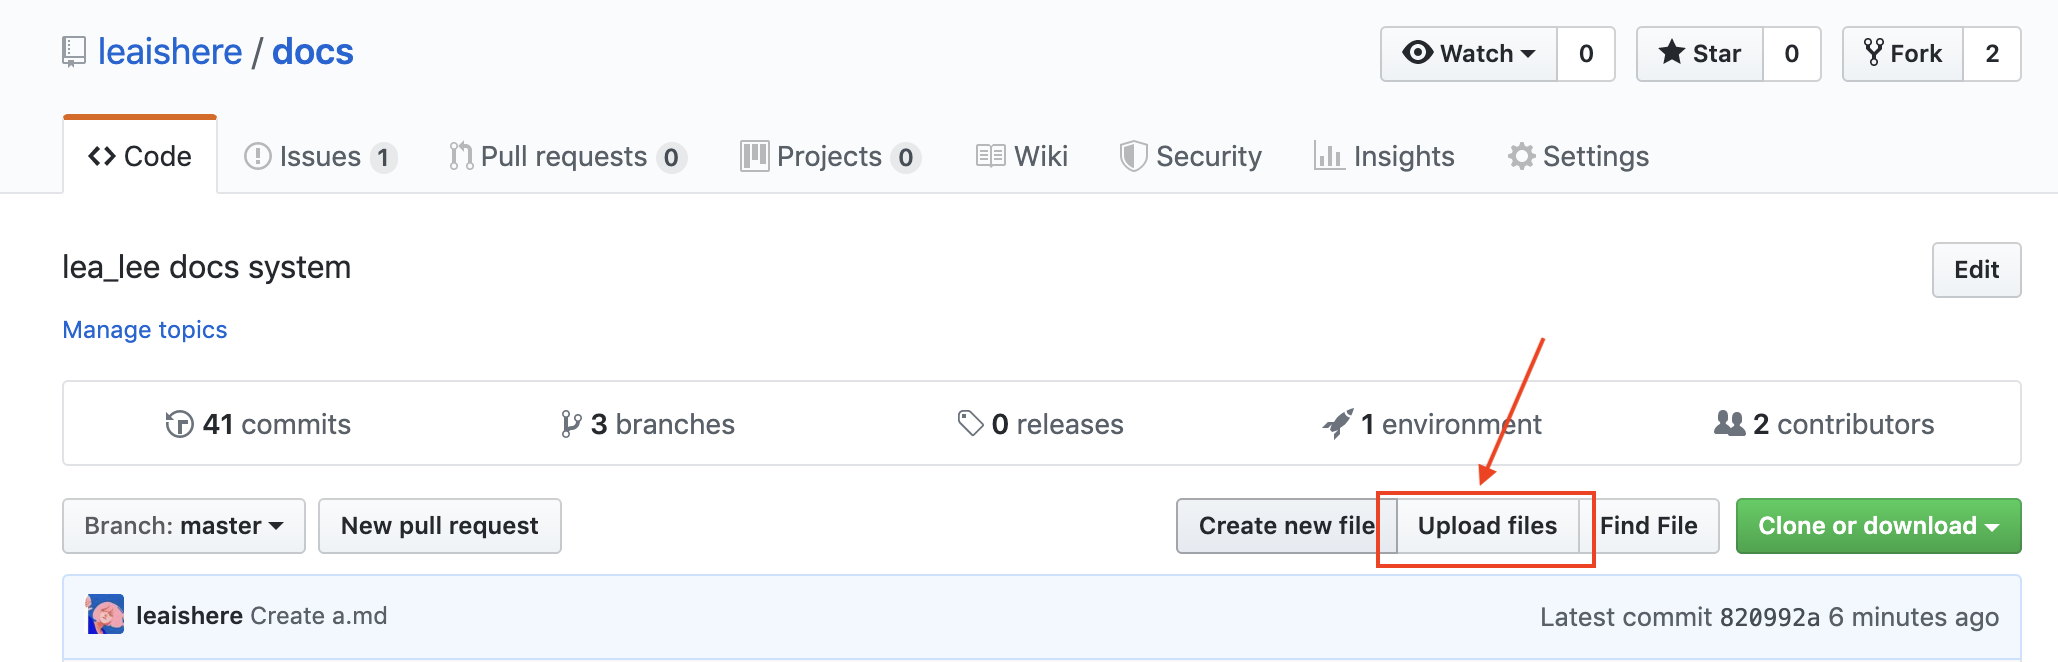 leaishere / docs
Watch 0 Star 0 Fork 2
Code Issues 1 Pull requests 0 Projects 0 Wiki Security Insights Settings
lea_lee docs system
Edit
Manage topics
41 commits 3 branches 0 releases 1 environment 2 contributors
Branch: master New pull request Create new file Upload files Find File Clone or download
leaishere Create a.md Latest commit 820992a 6 minutes ago